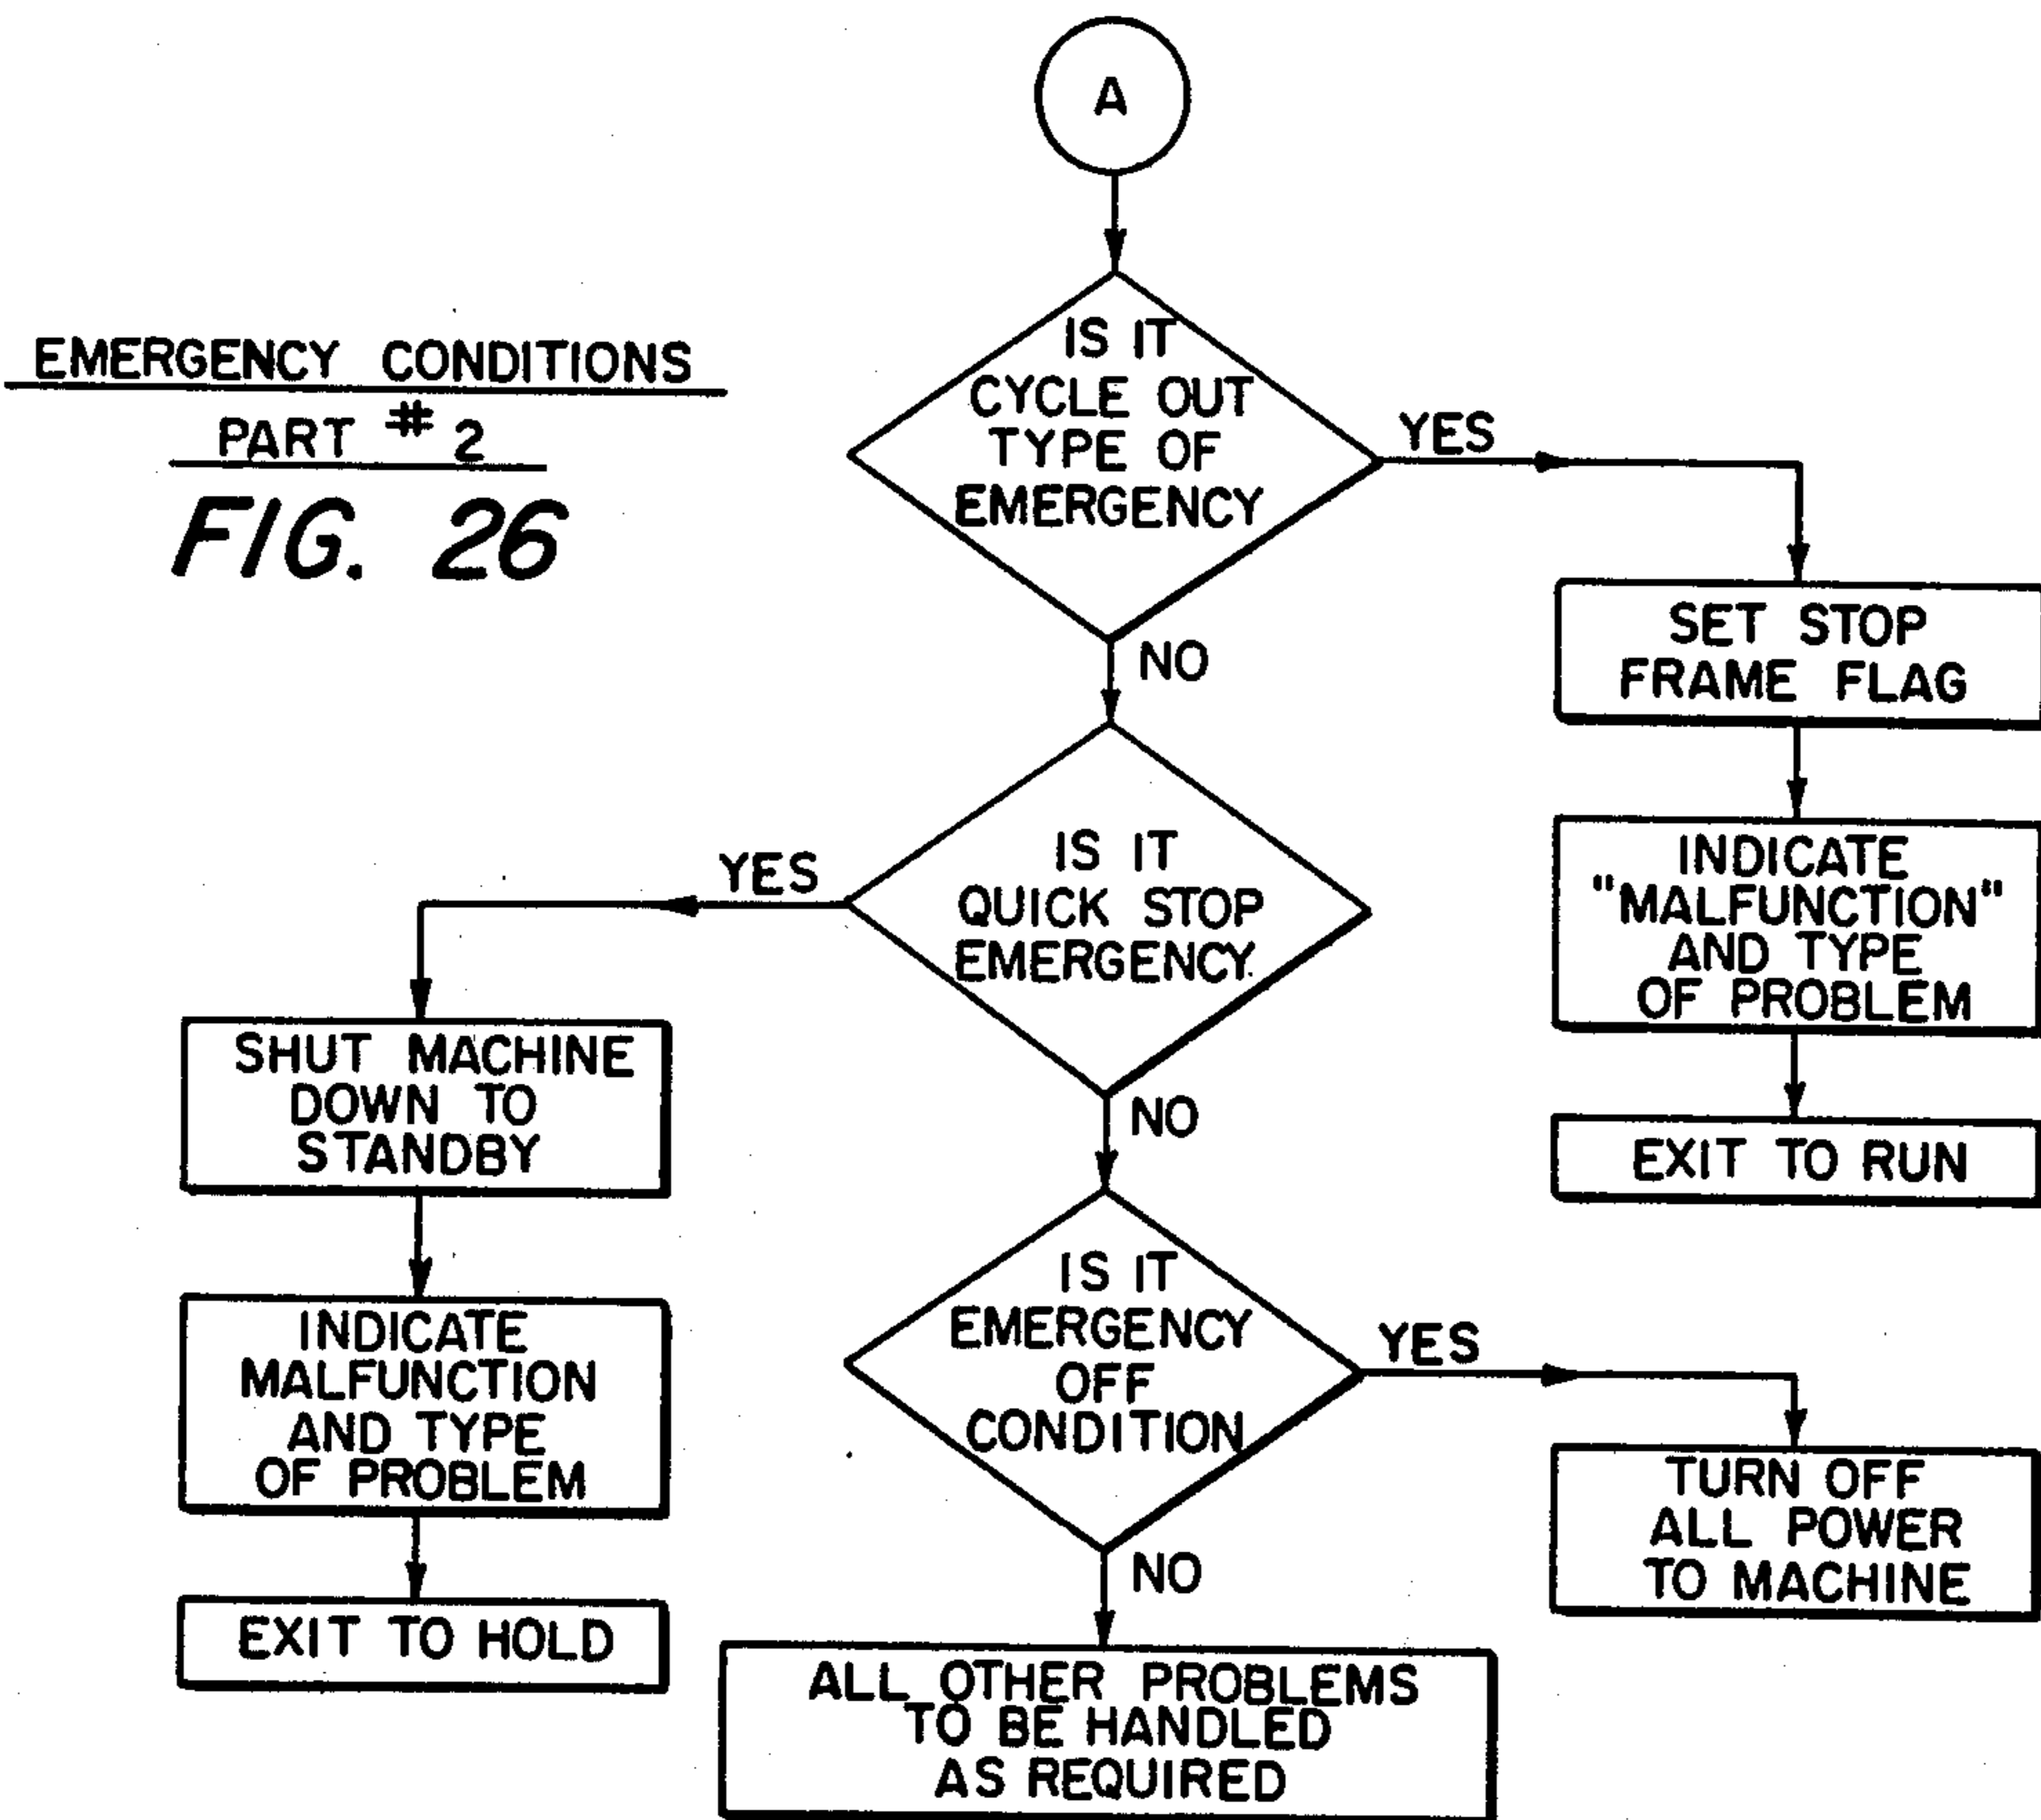 A
EMERGENCY CONDITIONS
PART # 2
FIG. 26
IS IT
CYCLE OUT
TYPE OF
EMERGENCY
YES
NO
SET STOP
FRAME FLAG
INDICATE
"MALFUNCTION"
AND TYPE
OF PROBLEM
EXIT TO RUN
IS IT
QUICK STOP
EMERGENCY
YES
NO
SHUT MACHINE
DOWN TO
STANDBY
INDICATE
MALFUNCTION
AND TYPE
OF PROBLEM
EXIT TO HOLD
IS IT
EMERGENCY
OFF
CONDITION
YES
NO
TURN OFF
ALL POWER
TO MACHINE
ALL OTHER PROBLEMS
TO BE HANDLED
AS REQUIRED